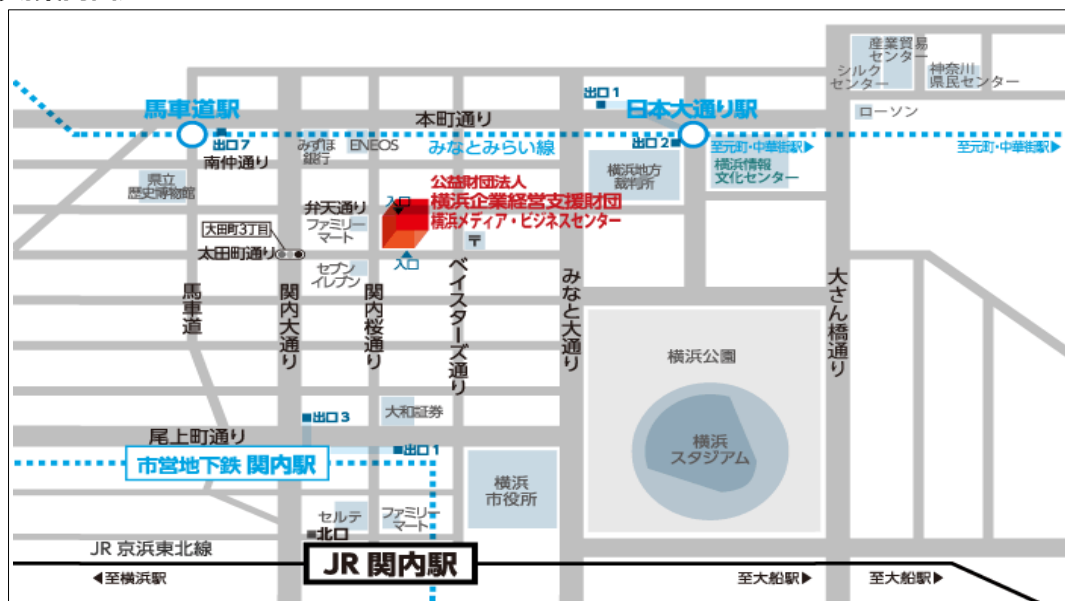 産業貿易
センター
シルク
センター
神奈川
県民センター
ローソン
出口1
馬車道駅
本町通り
日本大通り駅
出口7
みずほ
銀行
ENEOS
みなとみらい線
出口2
至元町・中華街駅▶
至元町・中華街駅▶
南仲通り
横浜地方
裁判所
横浜情報
文化センター
県立
歴史博物館
公益財団法人
横浜企業経営支援財団
横浜メディア・ビジネスセンター
入口
弁天通り
ファミリー
マート
大田町3丁目
太田町通り
〒
入口
セブン
イレブン
馬車道
関内大通り
関内桜通り
ベイスターズ通り
みなと大通り
大さん橋通り
横浜公園
横浜
スタジアム
大和証券
出口3
尾上町通り
出口1
市営地下鉄 関内駅
横浜
市役所
セルテ
ファミリー
マート
北口
JR 京浜東北線
JR 関内駅
◀至横浜駅
至大船駅▶
至大船駅▶